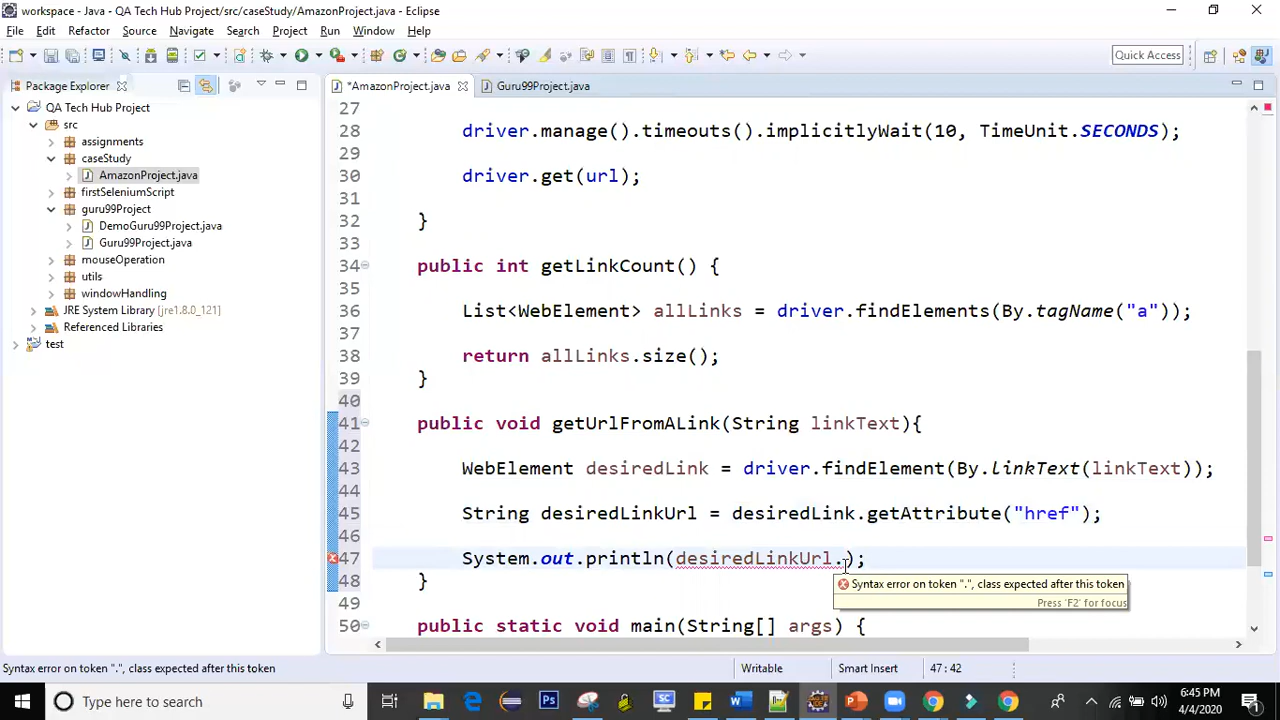 workspace - Java - QA Tech Hub Project/src/caseStudy/AmazonProject.java - Eclipse
File Edit Refactor Source Navigate Search Project Run Window Help
Quick Access
Package Explorer
*AmazonProject.java Guru99Project.java
QA Tech Hub Project
src
assignments
caseStudy
AmazonProject.java
firstSeleniumScript
guru99Project
DemoGuru99Project.java
Guru99Project.java
mouseOperation
utils
windowHandling
JRE System Library [jre1.8.0_121]
Referenced Libraries
test
27
28 driver.manage().timeouts().implicitlyWait(10, TimeUnit.SECONDS);
29
30 driver.get(url);
31
32 }
33
34 public int getLinkCount() {
35
36 List<WebElement> allLinks = driver.findElements(By.tagName("a"));
37
38 return allLinks.size();
39 }
40
41 public void getUrlFromALink(String linkText){
42
43 WebElement desiredLink = driver.findElement(By.linkText(linkText));
44
45 String desiredLinkUrl = desiredLink.getAttribute("href");
46
47 System.out.println(desiredLinkUrl.);
48 }
49
50 public static void main(String[] args) {
Syntax error on token ".", class expected after this token
Press 'F2' for focus
Syntax error on token ".", class expected after this token
Writable Smart Insert 47 : 42
Type here to search
6:45 PM
4/4/2020